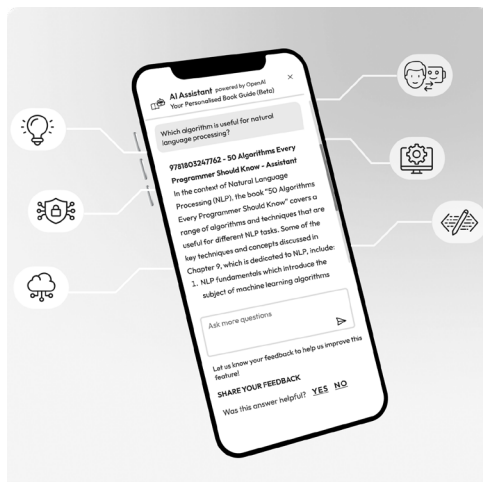 AI Assistant powered by OpenAI
Your Personalised Book Guide (Beta)
Which algorithm is useful for natural
language processing?
9781803247762 - 50 Algorithms Every
Programmer Should Know - Assistant
In the context of Natural Language
Processing (NLP), the book "50 Algorithms
Every Programmer Should Know" covers a
range of algorithms and techniques that are
useful for different NLP tasks. Some of the
key techniques and concepts discussed in
Chapter 9, which is dedicated to NLP, include:
1. NLP fundamentals which introduce the
subject of machine learning algorithms
Ask more questions
Let us know your feedback to help us improve this
feature!
SHARE YOUR FEEDBACK
Was this answer helpful? YES NO